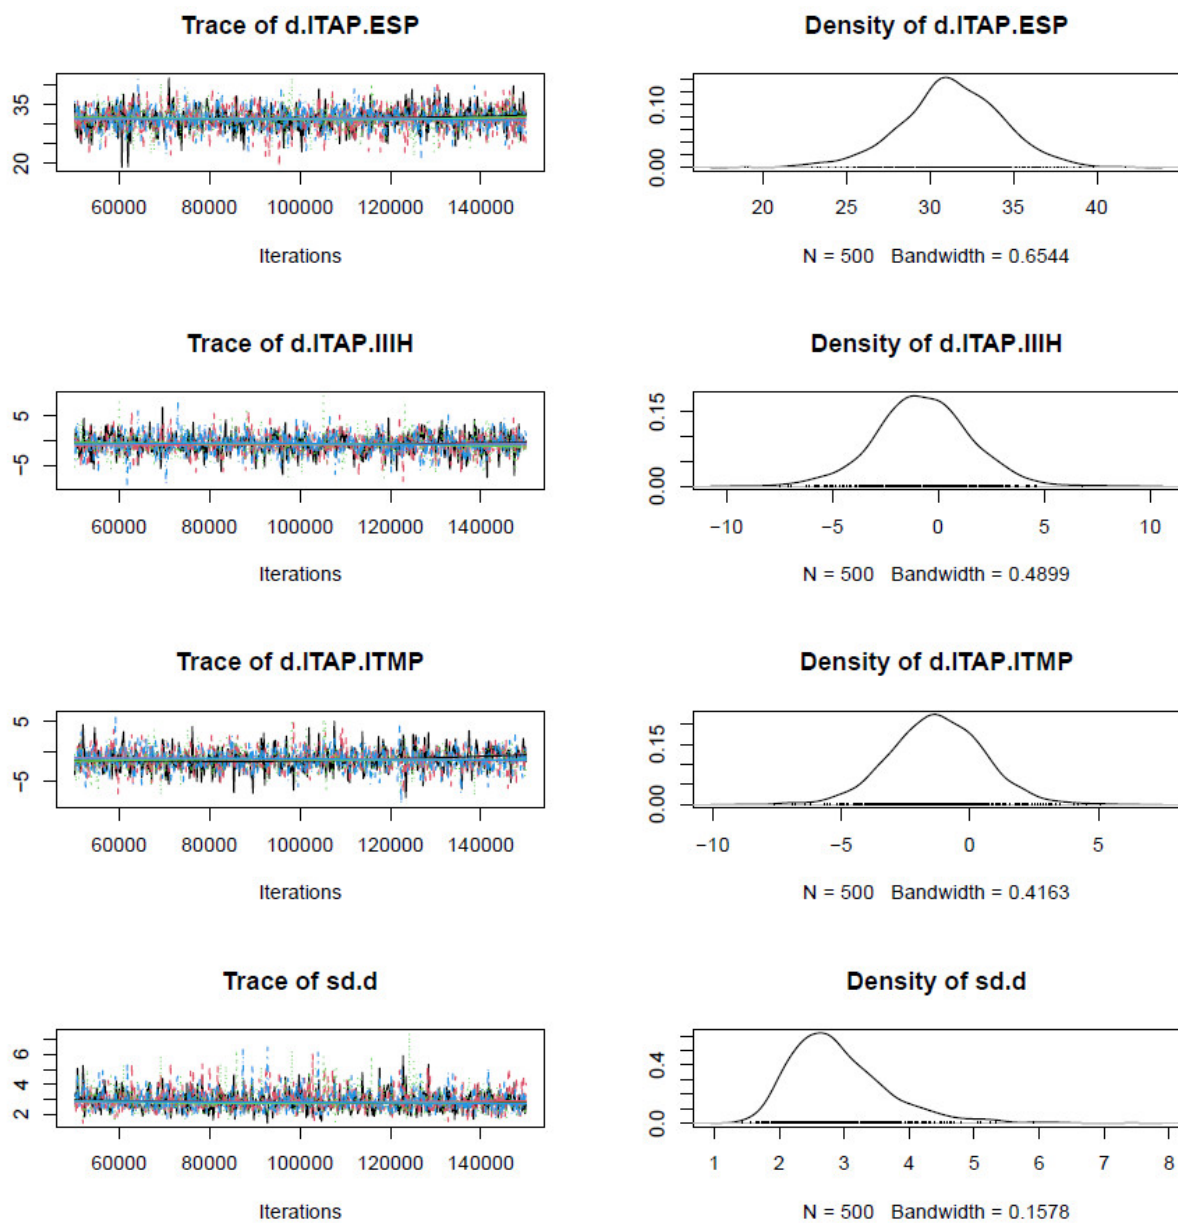 Trace of d.ITAP.ESP
Density of d.ITAP.ESP
35
20
60000 80000 100000 120000 140000
Iterations
0.10
0.00
20 25 30 35 40
N = 500 Bandwidth = 0.6544
Trace of d.ITAP.IIIH
Density of d.ITAP.IIIH
5
−5
60000 80000 100000 120000 140000
Iterations
0.15
0.00
−10 −5 0 5 10
N = 500 Bandwidth = 0.4899
Trace of d.ITAP.ITMP
Density of d.ITAP.ITMP
5
−5
60000 80000 100000 120000 140000
Iterations
0.15
0.00
−10 −5 0 5
N = 500 Bandwidth = 0.4163
Trace of sd.d
Density of sd.d
6
4
2
60000 80000 100000 120000 140000
Iterations
0.4
0.0
1 2 3 4 5 6 7 8
N = 500 Bandwidth = 0.1578